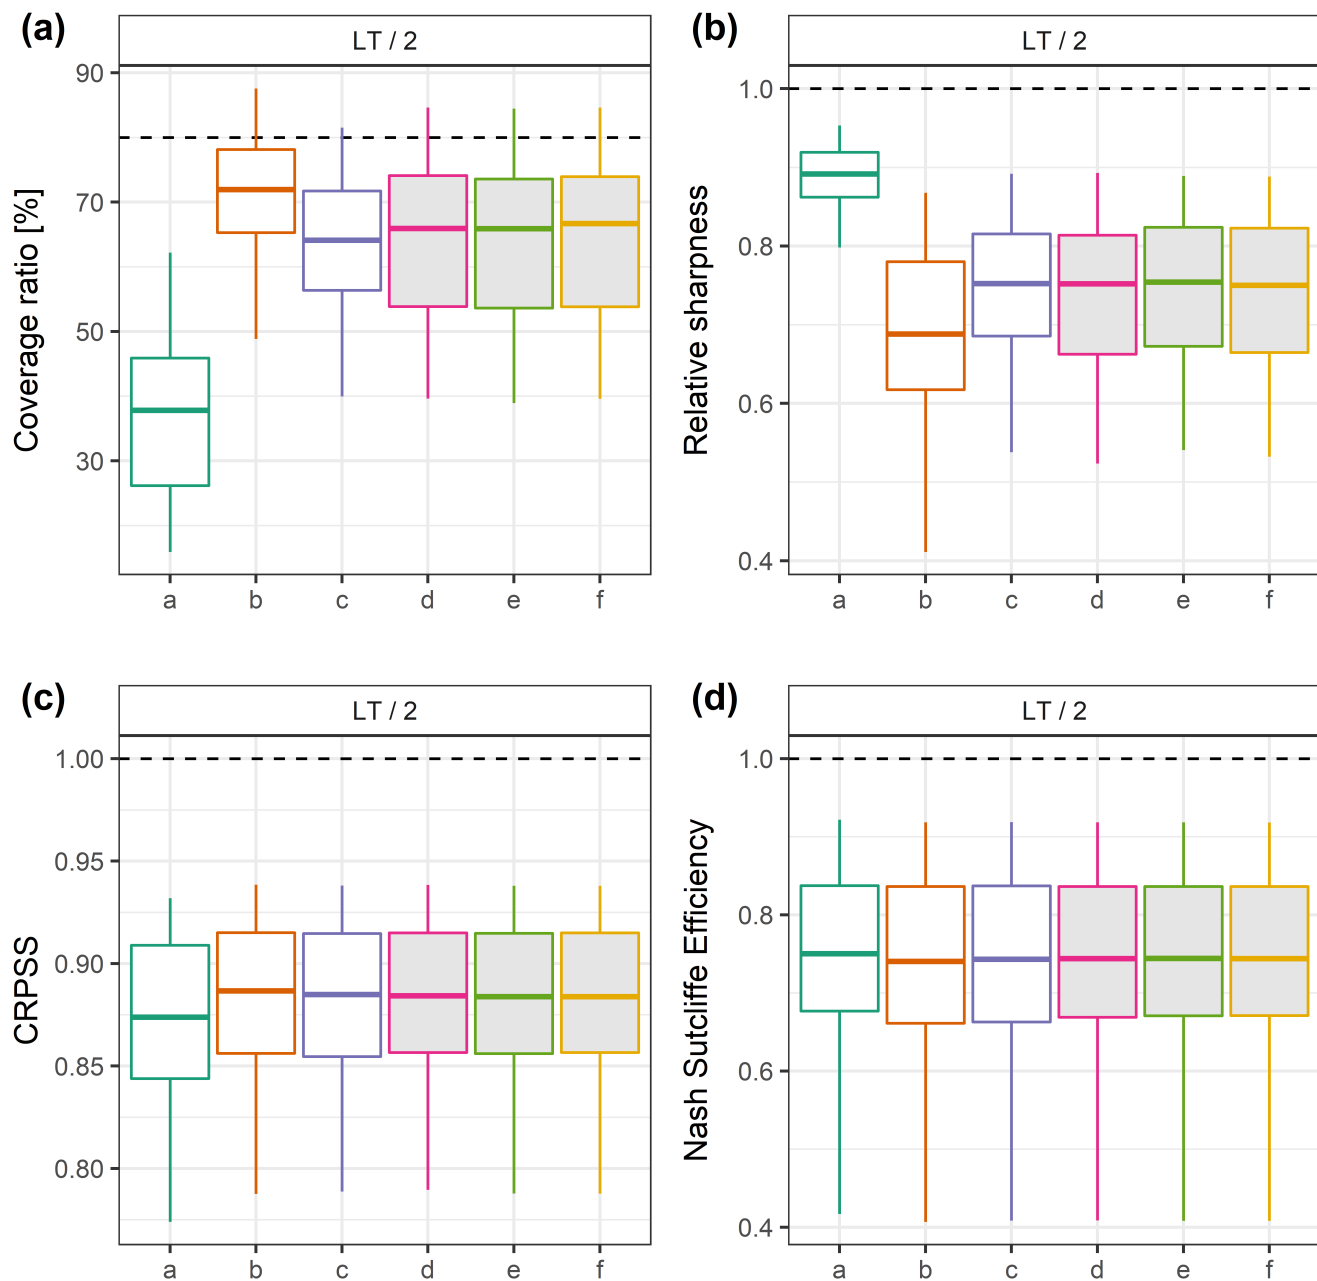 (a)
LT / 2
Coverage ratio [%]
90
70
50
30
a b c d e f
(b)
LT / 2
Relative sharpness
1.0
0.8
0.6
0.4
a b c d e f
(c)
LT / 2
CRPSS
1.00
0.95
0.90
0.85
0.80
a b c d e f
(d)
LT / 2
Nash Sutcliffe Efficiency
1.0
0.8
0.6
0.4
a b c d e f